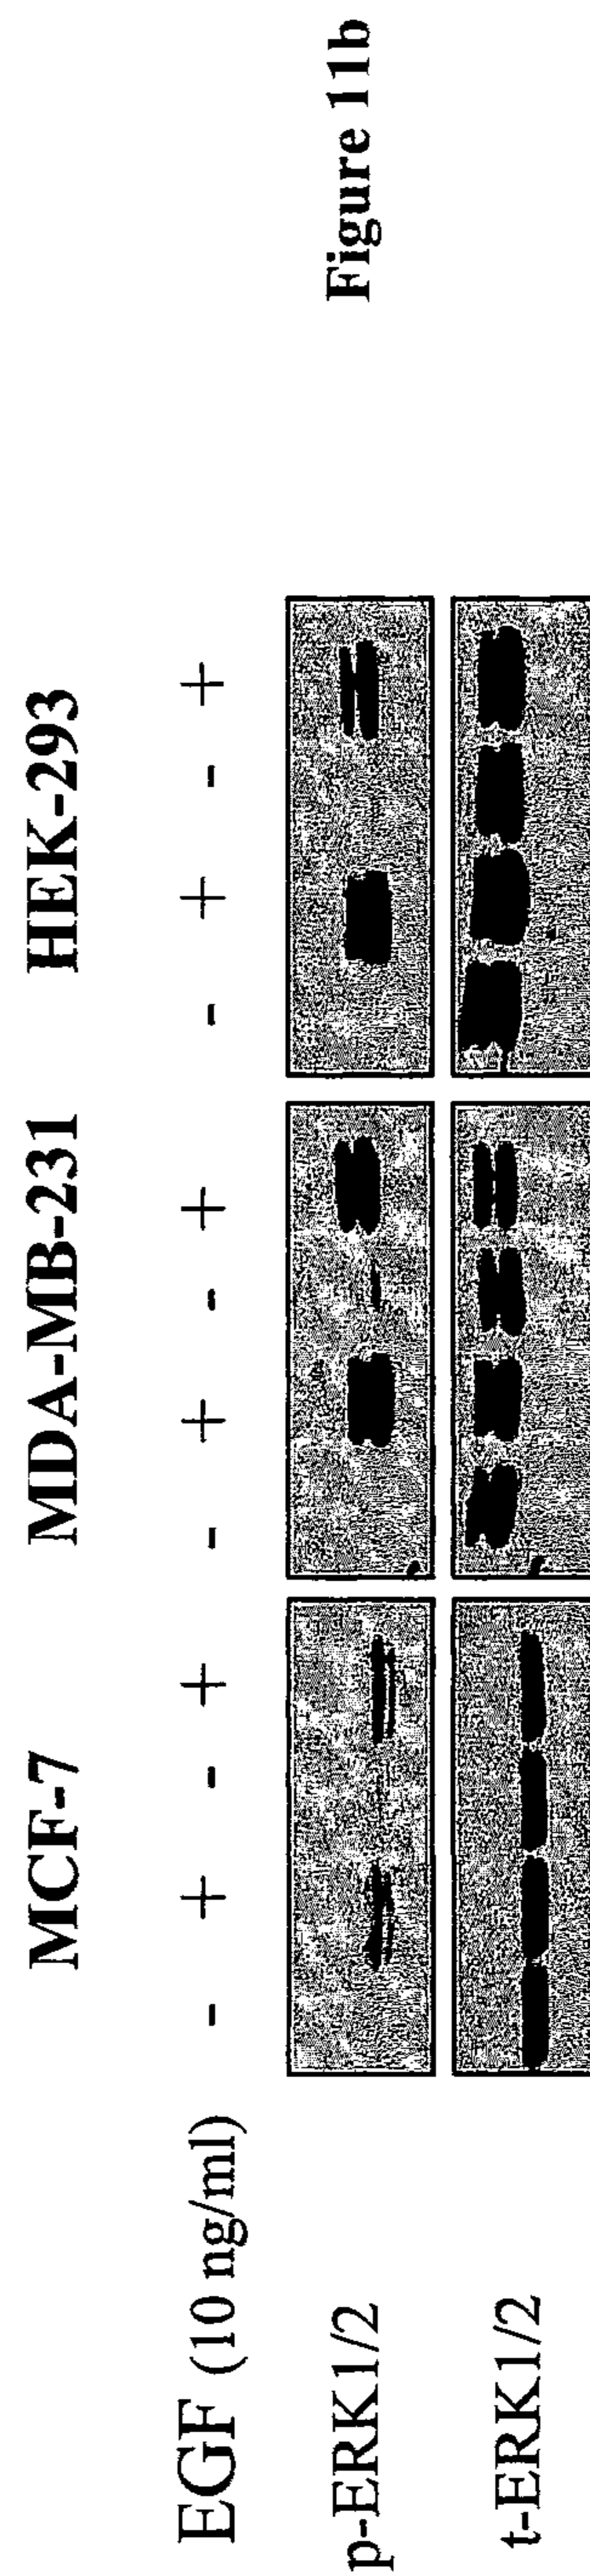 MCF-7 MDA-MB-231 HEK-293
EGF (10 ng/ml) - + - + - + - + - + - +
p-ERK1/2
t-ERK1/2
Figure 11b